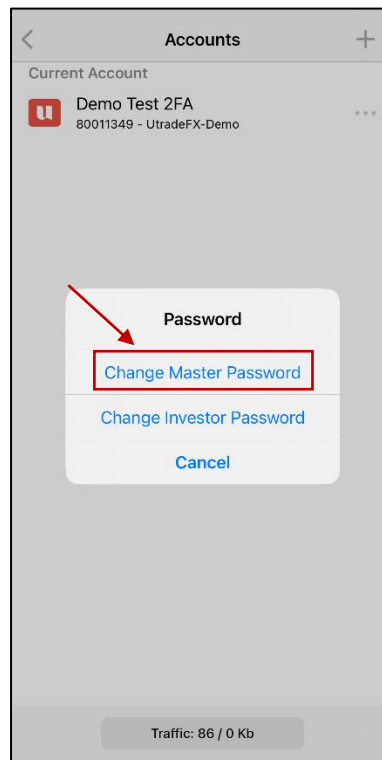 Accounts
Current Account
Demo Test 2FA
80011349 - UtradeFX-Demo
Password
Change Master Password
Change Investor Password
Cancel
Traffic: 86 / 0 Kb